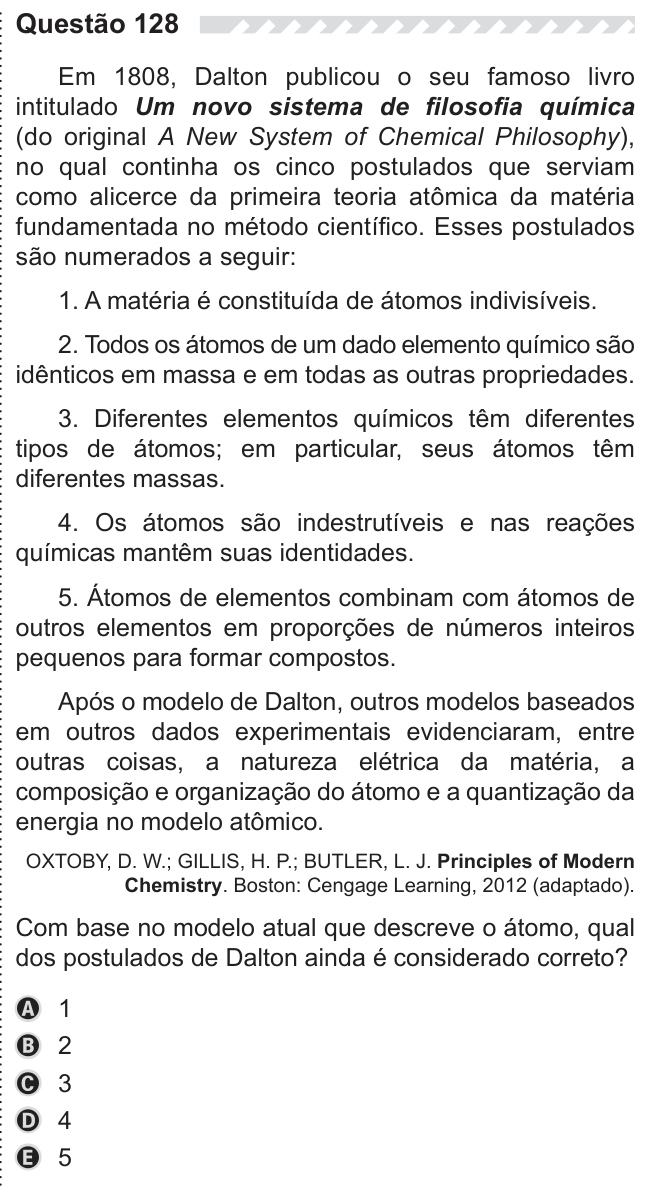 Questão 128
Em 1808, Dalton publicou o seu famoso livro
intitulado Um novo sistema de filosofia química
(do original A New System of Chemical Philosophy),
no qual continha os cinco postulados que serviam
como alicerce da primeira teoria atômica da matéria
fundamentada no método científico. Esses postulados
são numerados a seguir:
1. A matéria é constituída de átomos indivisíveis.
2. Todos os átomos de um dado elemento químico são
idênticos em massa e em todas as outras propriedades.
3. Diferentes elementos químicos têm diferentes
tipos de átomos; em particular, seus átomos têm
diferentes massas.
4. Os átomos são indestrutíveis e nas reações
químicas mantêm suas identidades.
5. Átomos de elementos combinam com átomos de
outros elementos em proporções de números inteiros
pequenos para formar compostos.
Após o modelo de Dalton, outros modelos baseados
em outros dados experimentais evidenciaram, entre
outras coisas, a natureza elétrica da matéria, a
composição e organização do átomo e a quantização da
energia no modelo atômico.
OXTOBY, D. W.; GILLIS, H. P.; BUTLER, L. J. Principles of Modern
Chemistry. Boston: Cengage Learning, 2012 (adaptado).
Com base no modelo atual que descreve o átomo, qual
dos postulados de Dalton ainda é considerado correto?
A 1
B 2
C 3
D 4
E 5